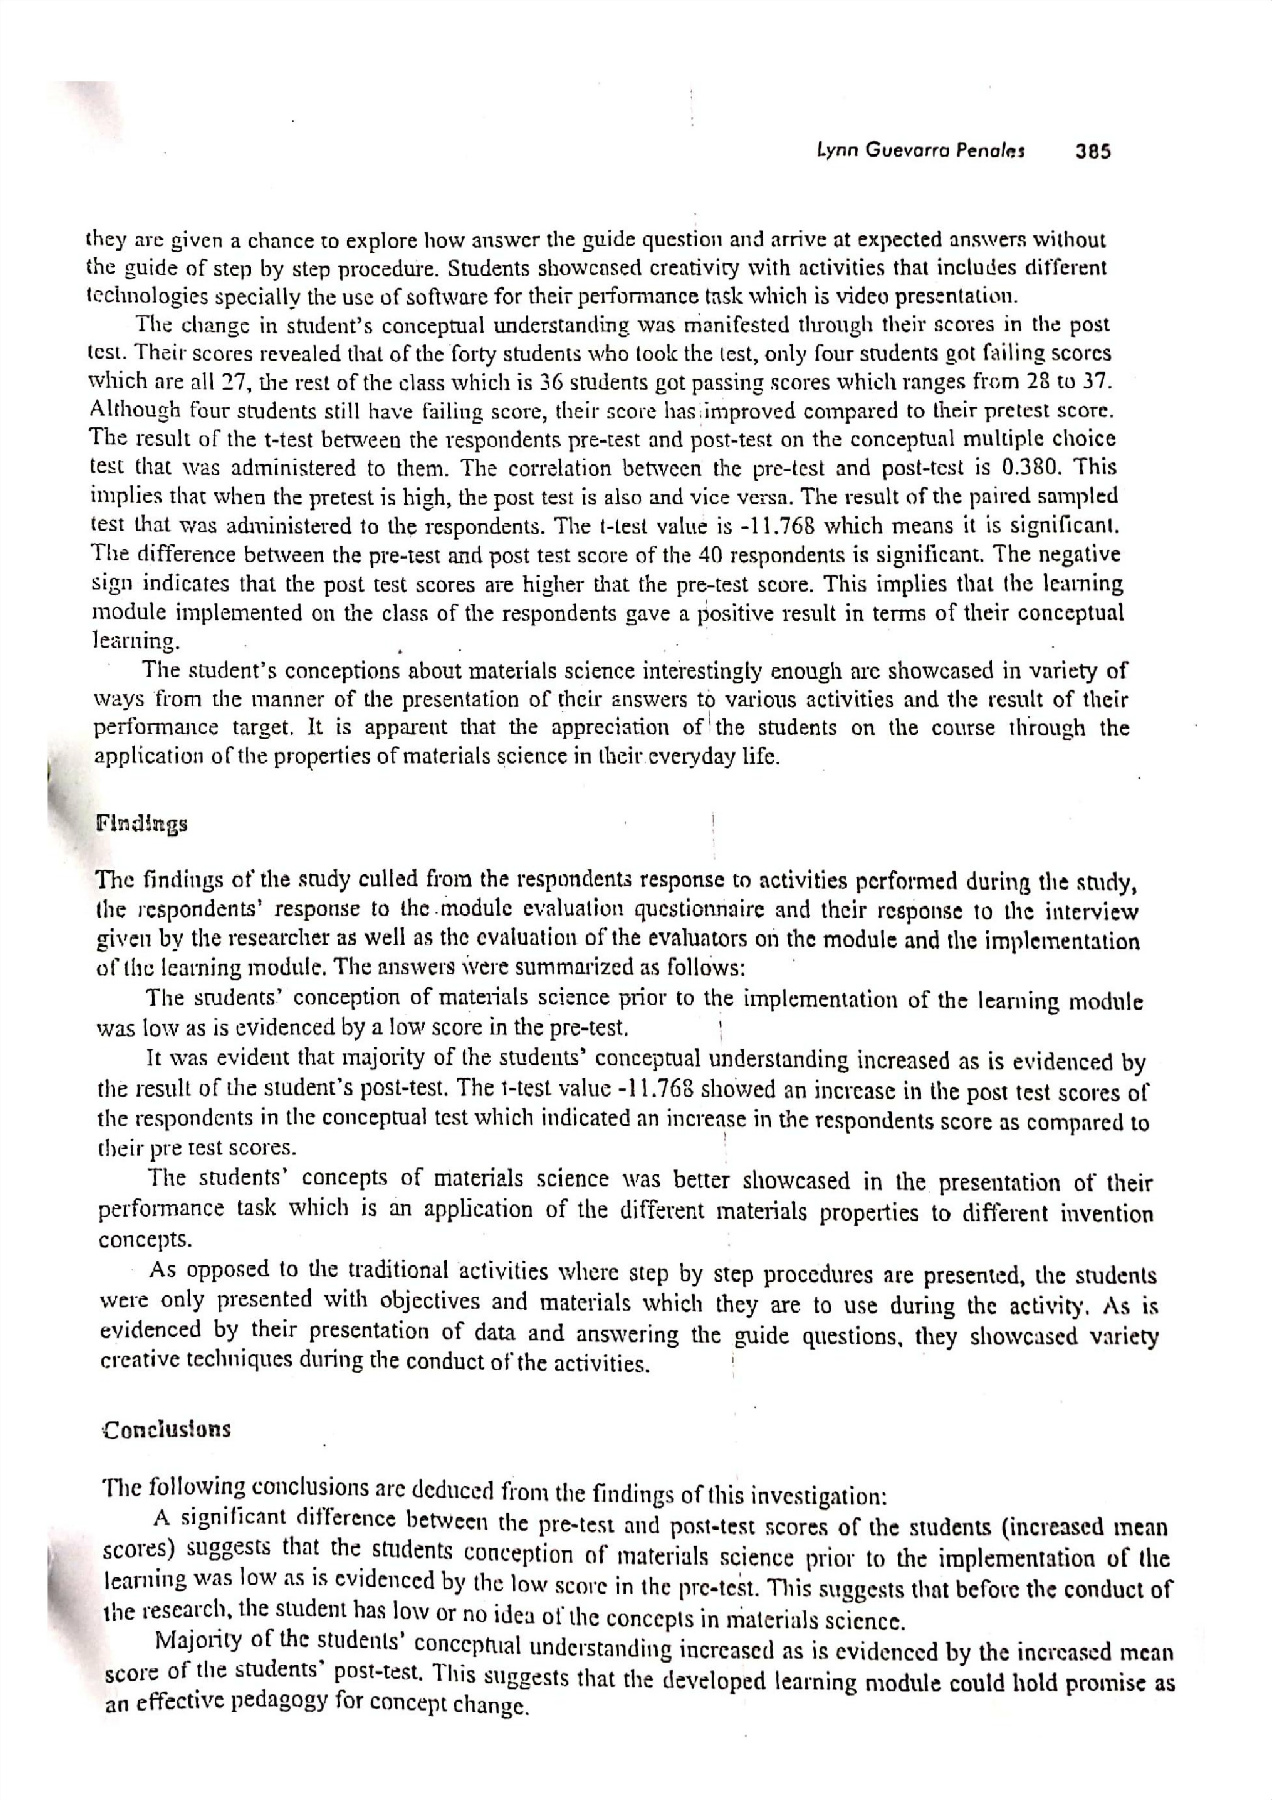 Lynn Guevarra Penales 385
they are given a chance to explore how answer the guide question and arrive at expected answers without
the guide of step by step procedure. Students showcased creativity with activities that includes different
technologies specially the use of software for their performance task which is video presentation.
The change in student's conceptual understanding was manifested through their scores in the post
test. Their scores revealed that of the forty students who took the test, only four students got failing scores
which are all 27, the rest of the class which is 36 students got passing scores which ranges from 28 to 37.
Although four students still have failing score, their score has improved compared to their pretest score.
The result of the t-test between the respondents pre-test and post-test on the conceptual multiple choice
test that was administered to them. The correlation between the pre-test and post-test is 0.380. This
implies that when the pretest is high, the post test is also and vice versa. The result of the paired sampled
test that was administered to the respondents. The t-test value is -11.768 which means it is significant.
The difference between the pre-test and post test score of the 40 respondents is significant. The negative
sign indicates that the post test scores are higher that the pre-test score. This implies that the learning
module implemented on the class of the respondents gave a positive result in terms of their conceptual
learning.
The student's conceptions about materials science interestingly enough are showcased in variety of
ways from the manner of the presentation of their answers to various activities and the result of their
performance target. It is apparent that the appreciation of the students on the course through the
application of the properties of materials science in their everyday life.
Findings
The findings of the study culled from the respondents response to activities performed during the study,
the respondents' response to the module evaluation questionnaire and their response to the interview
given by the researcher as well as the evaluation of the evaluators on the module and the implementation
of the learning module. The answers were summarized as follows:
The students' conception of materials science prior to the implementation of the learning module
was low as is evidenced by a low score in the pre-test.
It was evident that majority of the students' conceptual understanding increased as is evidenced by
the result of the student's post-test. The t-test value -11.768 showed an increase in the post test scores of
the respondents in the conceptual test which indicated an increase in the respondents score as compared to
their pre test scores.
The students' concepts of materials science was better showcased in the presentation of their
performance task which is an application of the different materials properties to different invention
concepts.
As opposed to the traditional activities where step by step procedures are presented, the students
were only presented with objectives and materials which they are to use during the activity. As is
evidenced by their presentation of data and answering the guide questions, they showcased variety
creative techniques during the conduct of the activities.
Conclusions
The following conclusions are deduced from the findings of this investigation:
A significant difference between the pre-test and post-test scores of the students (increased mean
scores) suggests that the students conception of materials science prior to the implementation of the
learning was low as is evidenced by the low score in the pre-test. This suggests that before the conduct of
the research, the student has low or no idea of the concepts in materials science.
Majority of the students' conceptual understanding increased as is evidenced by the increased mean
score of the students' post-test. This suggests that the developed learning module could hold promise as
an effective pedagogy for concept change.